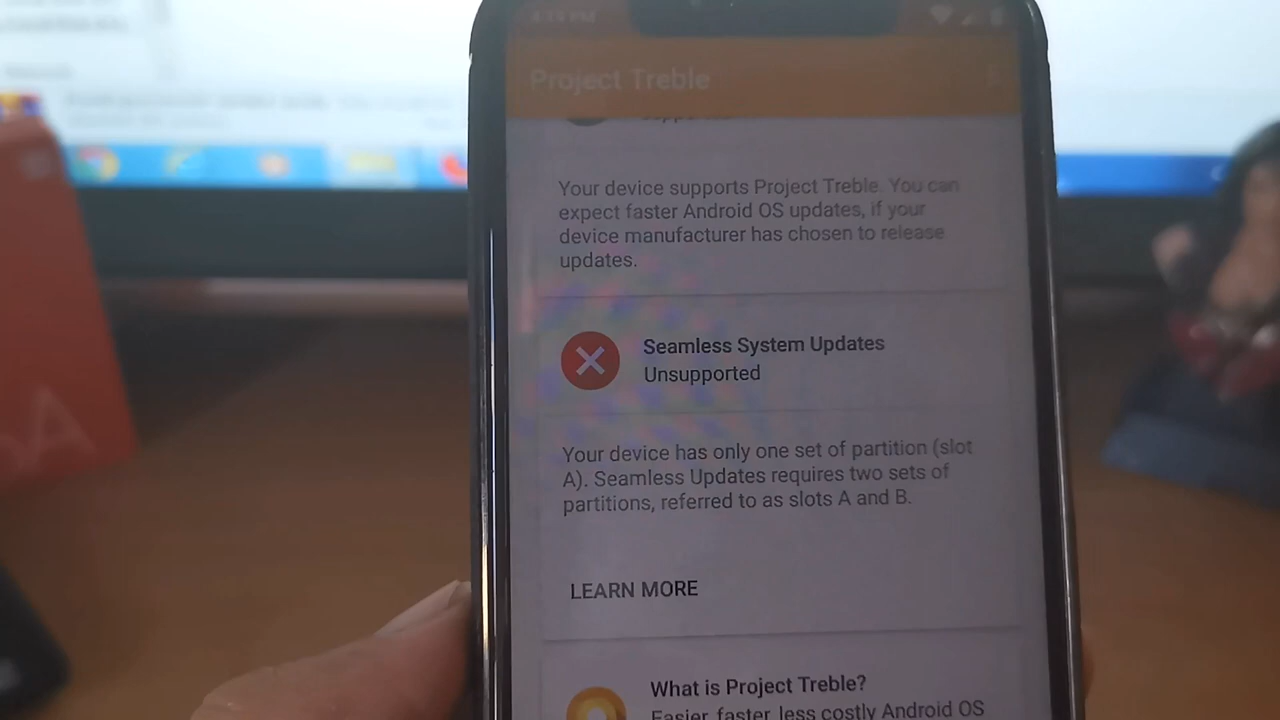 Project Treble
Your device supports Project Treble. You can
expect faster Android OS updates, if your
device manufacturer has chosen to release
updates.
Seamless System Updates
Unsupported
Your device has only one set of partition (slot
A). Seamless Updates requires two sets of
partitions, referred to as slots A and B.
LEARN MORE
What is Project Treble?
Easier, faster, less costly Android OS